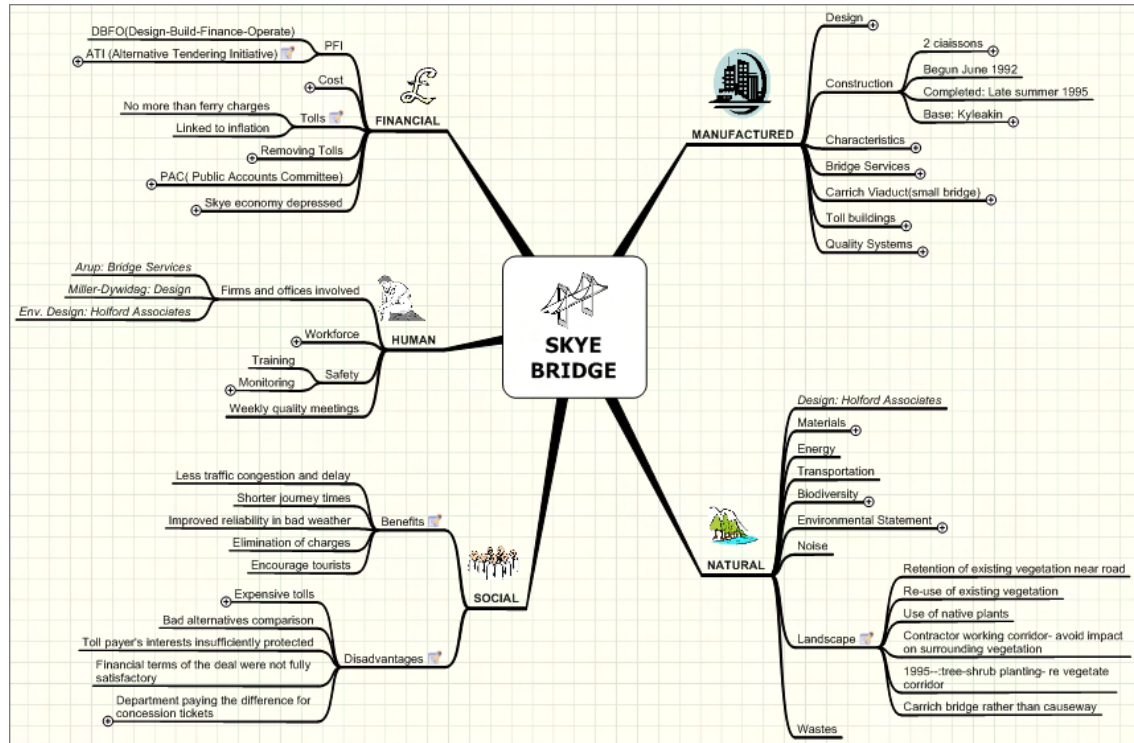 DBFO(Design-Build-Finance-Operate)
PFI
ATI (Alternative Tendering Initiative)
Cost
£
FINANCIAL
No more than ferry charges
Tolls
Linked to inflation
Removing Tolls
PAC( Public Accounts Committee)
Skye economy depressed
Design
2 ciaissons
Begun June 1992
Construction
Completed: Late summer 1995
Base: Kyleakin
MANUFACTURED
Characteristics
Bridge Services
Carrich Viaduct(small bridge)
Toll buildings
Quality Systems
SKYE
BRIDGE
Arup: Bridge Services
Miller-Dywidag: Design
Firms and offices involved
Env. Design: Holford Associates
HUMAN
Workforce
Training
Safety
Monitoring
Weekly quality meetings
Less traffic congestion and delay
Shorter journey times
Improved reliability in bad weather
Benefits
Elimination of charges
Encourage tourists
SOCIAL
Expensive tolls
Bad alternatives comparison
Toll payer's interests insufficiently protected
Disadvantages
Financial terms of the deal were not fully
satisfactory
Department paying the difference for
concession tickets
Design: Holford Associates
Materials
Energy
Transportation
Biodiversity
Environmental Statement
Noise
NATURAL
Retention of existing vegetation near road
Re-use of existing vegetation
Use of native plants
Landscape
Contractor working corridor- avoid impact
on surrounding vegetation
1995--:tree-shrub planting- re vegetate
corridor
Carrich bridge rather than causeway
Wastes